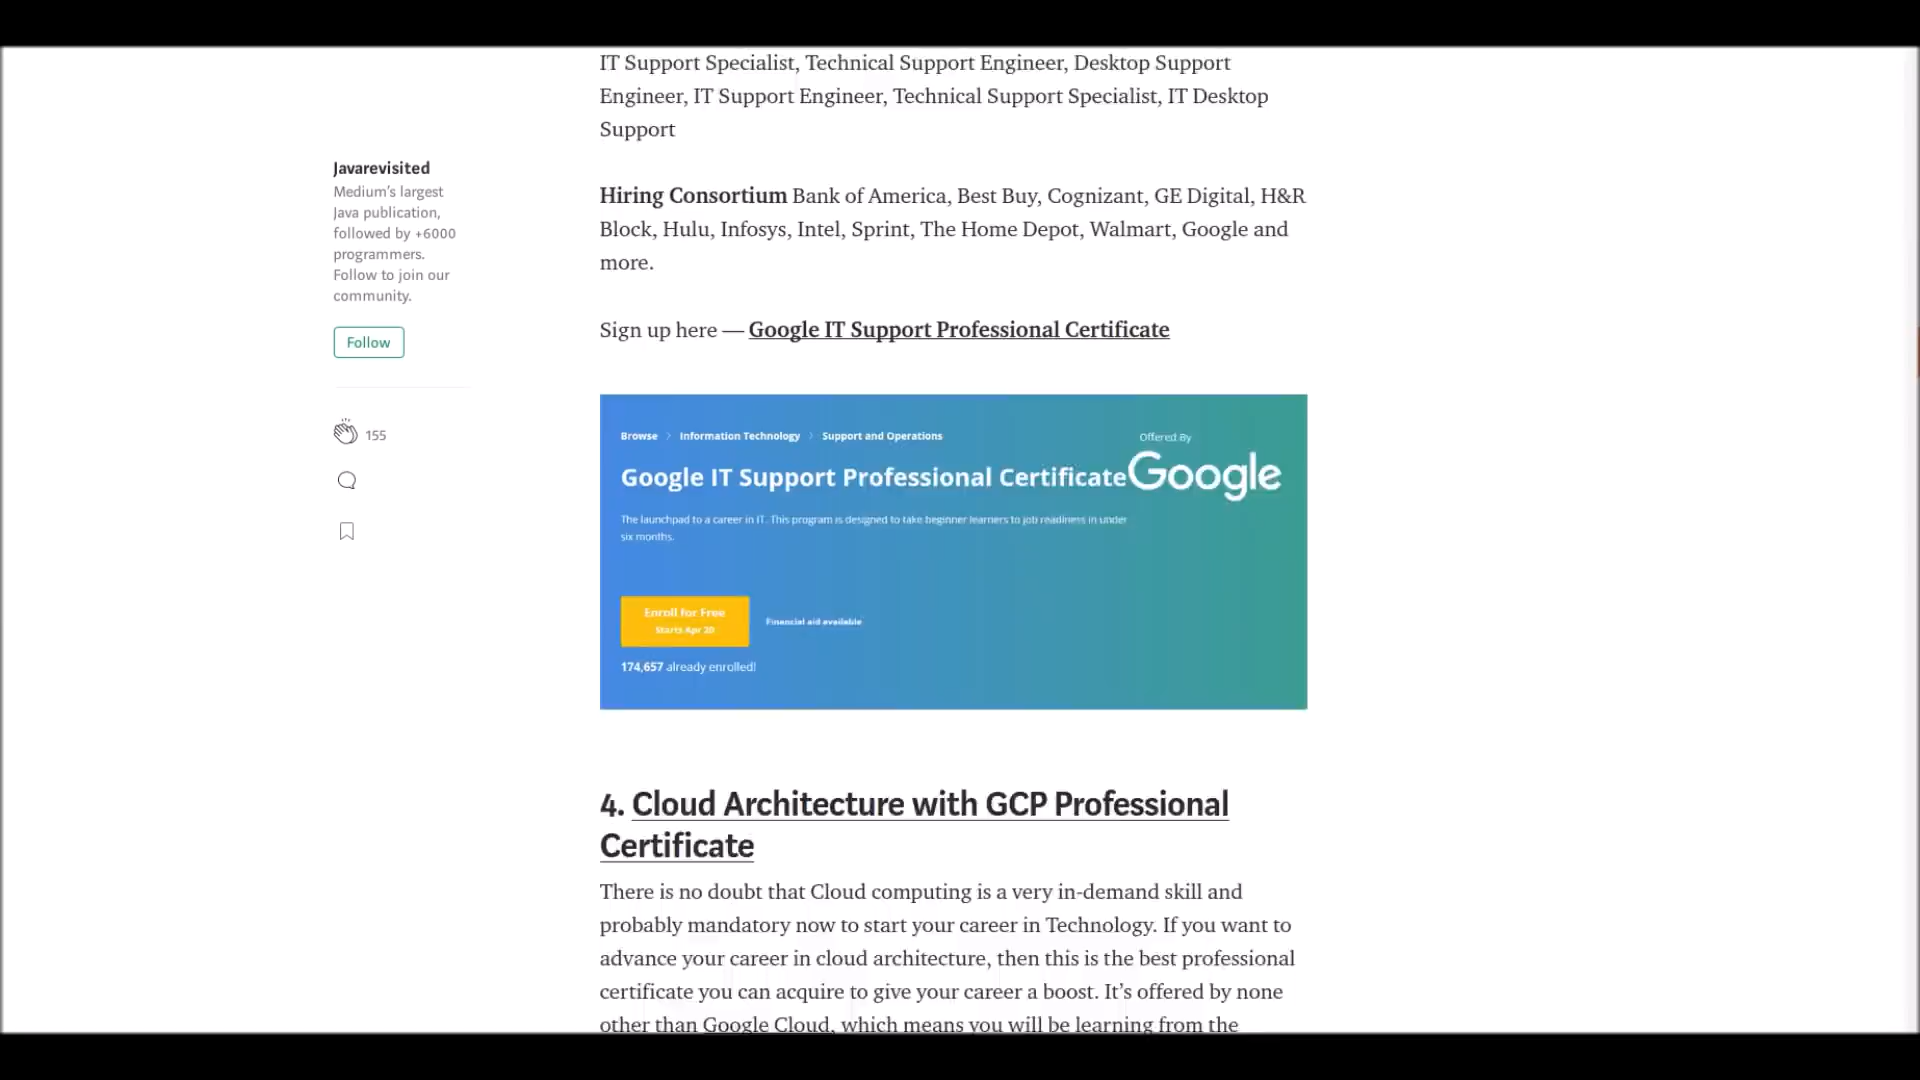 IT Support Specialist, Technical Support Engineer, Desktop Support
Engineer, IT Support Engineer, Technical Support Specialist, IT Desktop
Support
Javarevisited
Medium’s largest
Java publication,
followed by +6000
programmers.
Follow to join our
community.
Follow
155
Hiring Consortium Bank of America, Best Buy, Cognizant, GE Digital, H&R
Block, Hulu, Infosys, Intel, Sprint, The Home Depot, Walmart, Google and
more.
Sign up here — Google IT Support Professional Certificate
Browse > Information Technology > Support and Operations
Offered By
Google IT Support Professional Certificate
Google
The launchpad to a career in IT. This program is designed to take beginner learners to job readiness in under
six months.
Enroll for Free
Starts Apr 20
Financial aid available
174,657 already enrolled!
4. Cloud Architecture with GCP Professional
Certificate
There is no doubt that Cloud computing is a very in-demand skill and
probably mandatory now to start your career in Technology. If you want to
advance your career in cloud architecture, then this is the best professional
certificate you can acquire to give your career a boost. It’s offered by none
other than Google Cloud, which means you will be learning from the